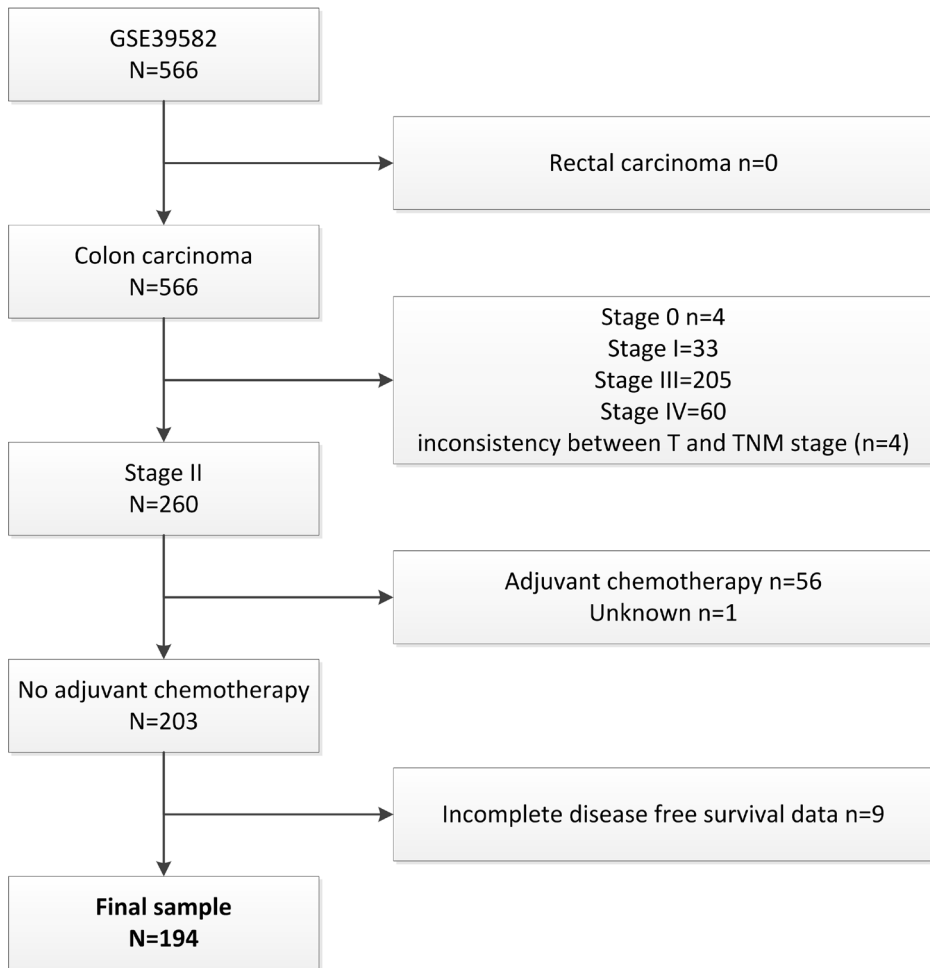 GSE39582
N=566
Rectal carcinoma n=0
Colon carcinoma
N=566
Stage 0 n=4
Stage I=33
Stage III=205
Stage IV=60
inconsistency between T and TNM stage (n=4)
Stage II
N=260
Adjuvant chemotherapy n=56
Unknown n=1
No adjuvant chemotherapy
N=203
Incomplete disease free survival data n=9
Final sample
N=194